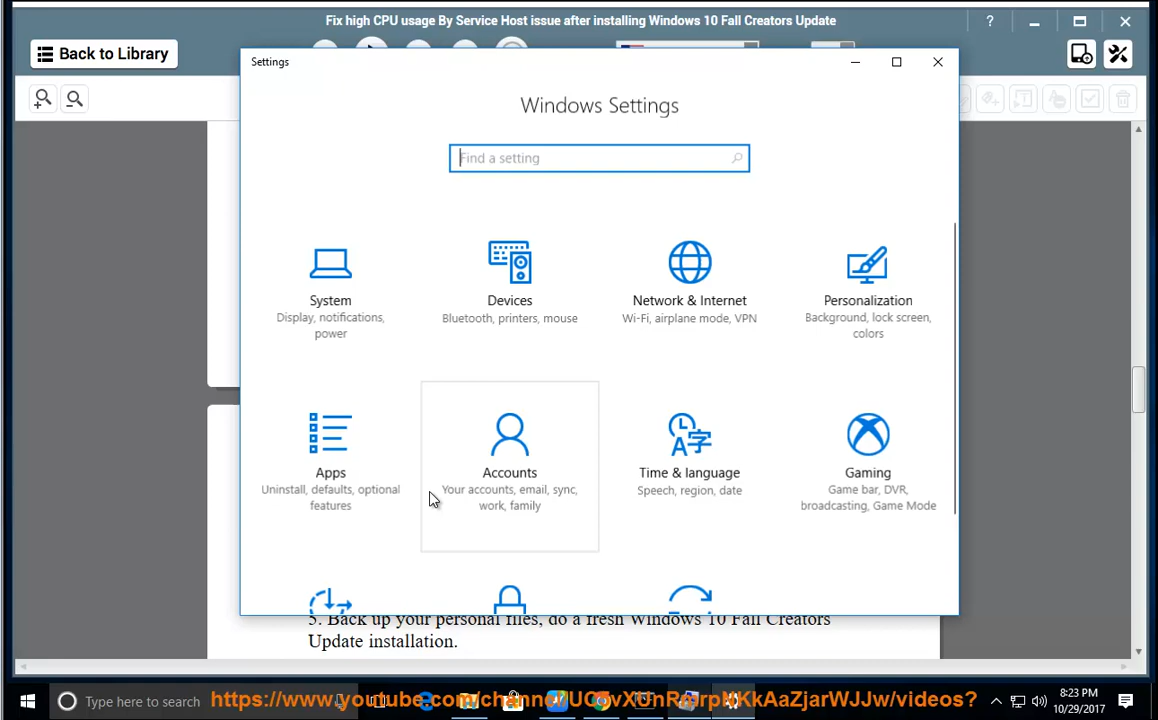 Fix high CPU usage By Service Host issue after installing Windows 10 Fall Creators Update
Back to Library
Settings
Windows Settings
Find a setting
System
Display, notifications,
power
Devices
Bluetooth, printers, mouse
Network & Internet
Wi-Fi, airplane mode, VPN
Personalization
Background, lock screen,
colors
Apps
Uninstall, defaults, optional
features
Accounts
Your accounts, email, sync,
work, family
Time & language
Speech, region, date
Gaming
Game bar, DVR,
broadcasting, Game Mode
5. Back up your personal files, do a fresh Windows 10 Fall Creators
Update installation.
Type here to search
8:23 PM
10/29/2017